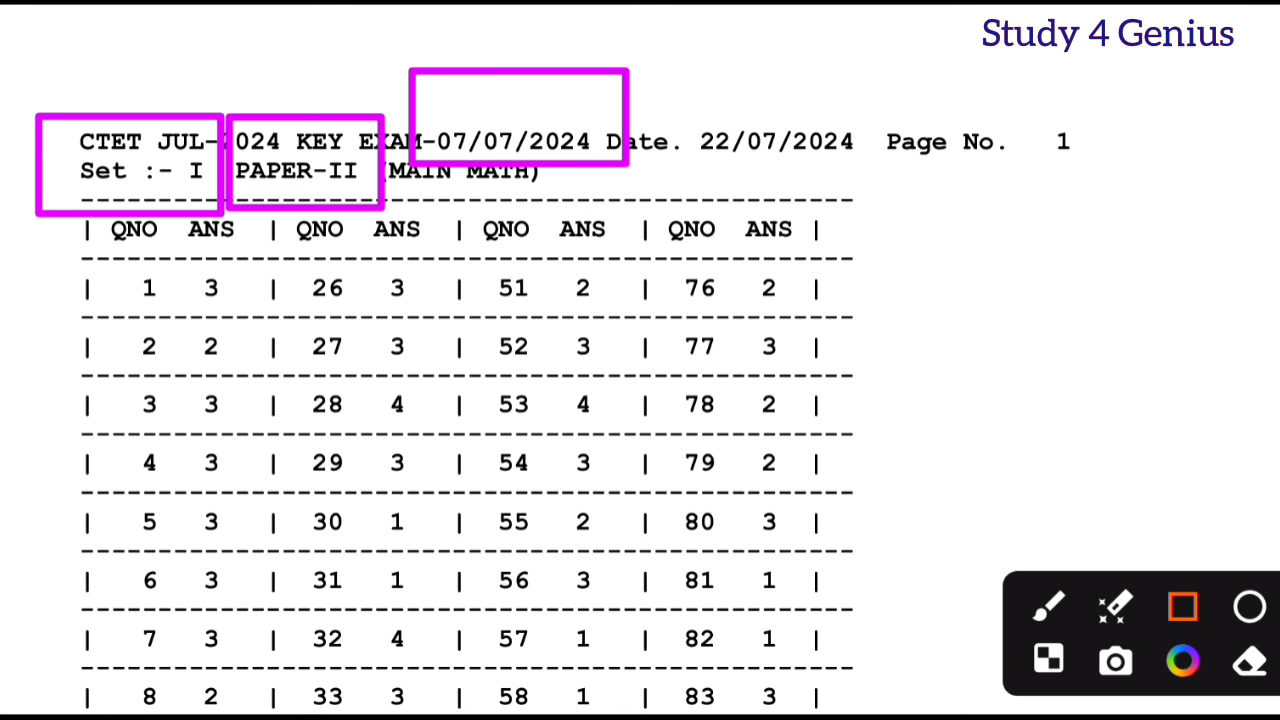 Study 4 Genius
CTET JUL-2024 KEY EXAM-07/07/2024 Date. 22/07/2024 Page No. 1
Set :- I PAPER-II (MAIN MATH)
| QNO ANS | QNO ANS | QNO ANS | QNO ANS |
| 1 3 | 26 3 | 51 2 | 76 2 |
| 2 2 | 27 3 | 52 3 | 77 3 |
| 3 3 | 28 4 | 53 4 | 78 2 |
| 4 3 | 29 3 | 54 3 | 79 2 |
| 5 3 | 30 1 | 55 2 | 80 3 |
| 6 3 | 31 1 | 56 3 | 81 1 |
| 7 3 | 32 4 | 57 1 | 82 1 |
| 8 2 | 33 3 | 58 1 | 83 3 |